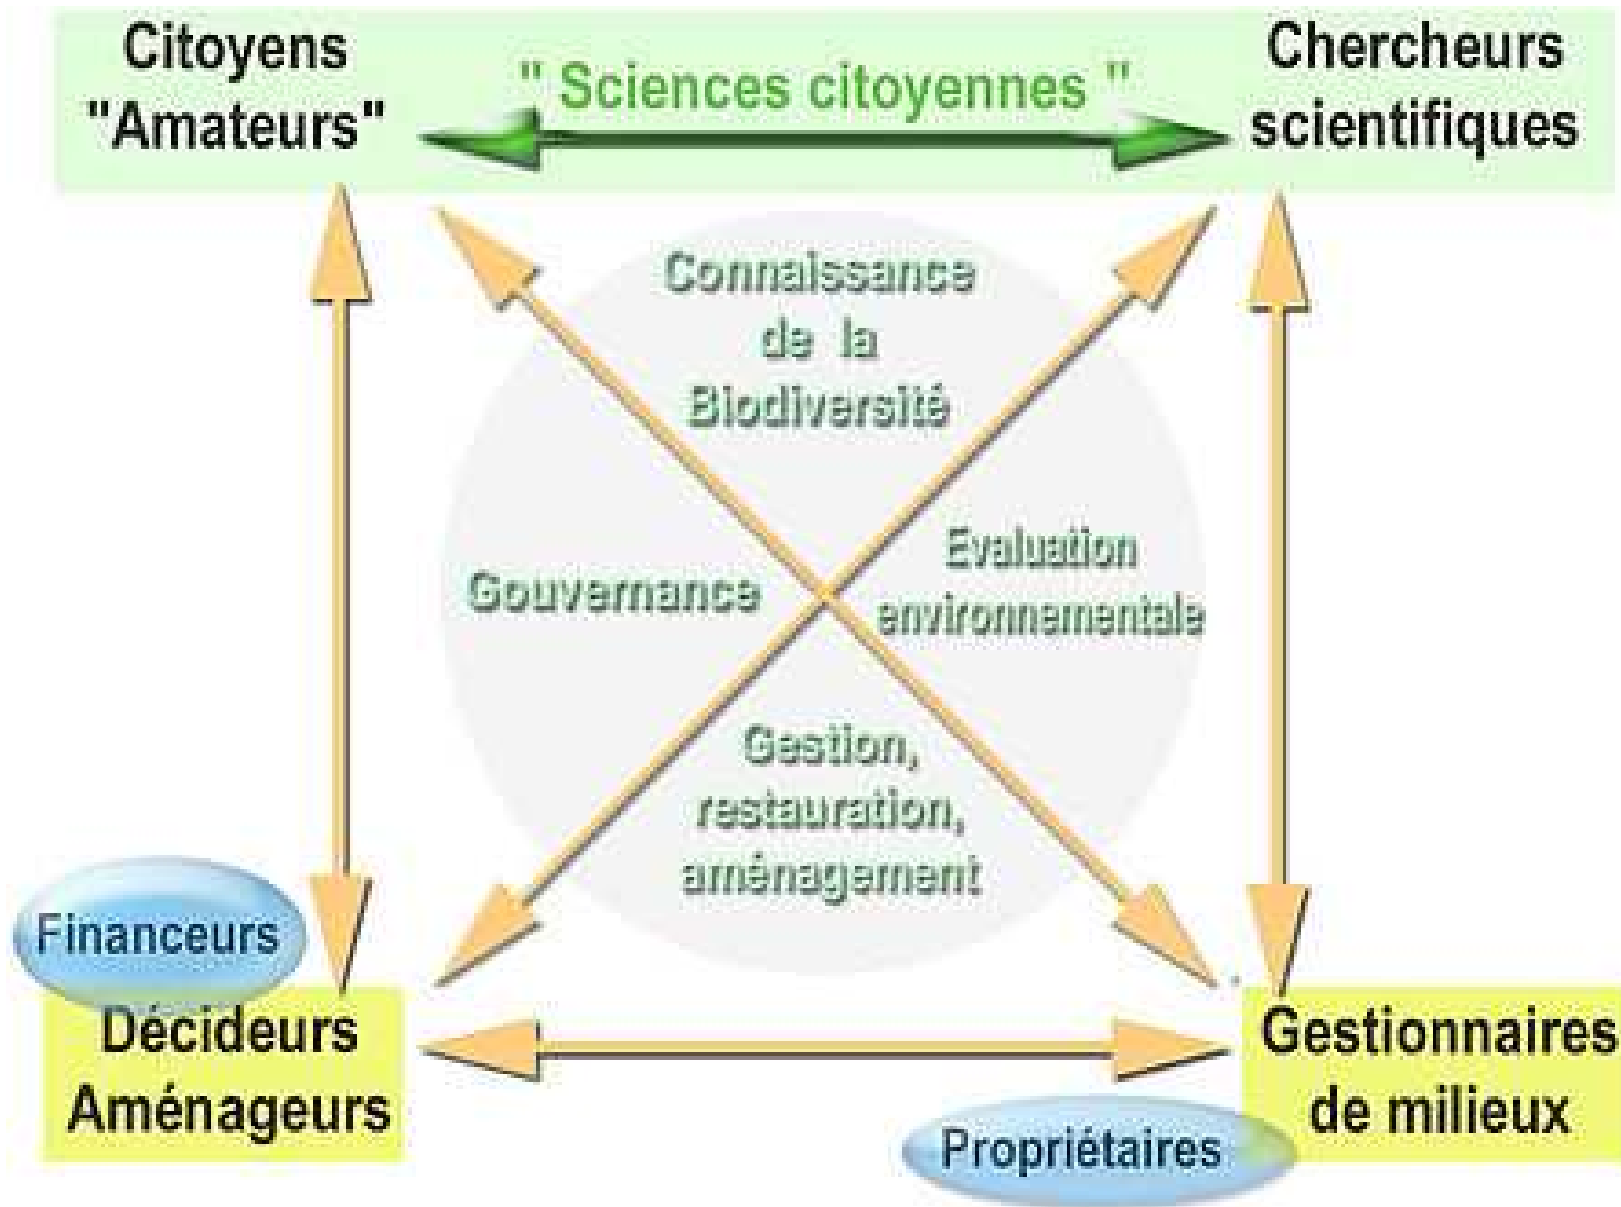 Citoyens
"Amateurs"
" Sciences citoyennes "
Chercheurs
scientifiques
Connaissance
de la
Biodiversité
Gouvernance
Evaluation
environnementale
Gestion,
restauration,
aménagement
Financeurs
Décideurs
Aménageurs
Gestionnaires
de milieux
Propriétaires